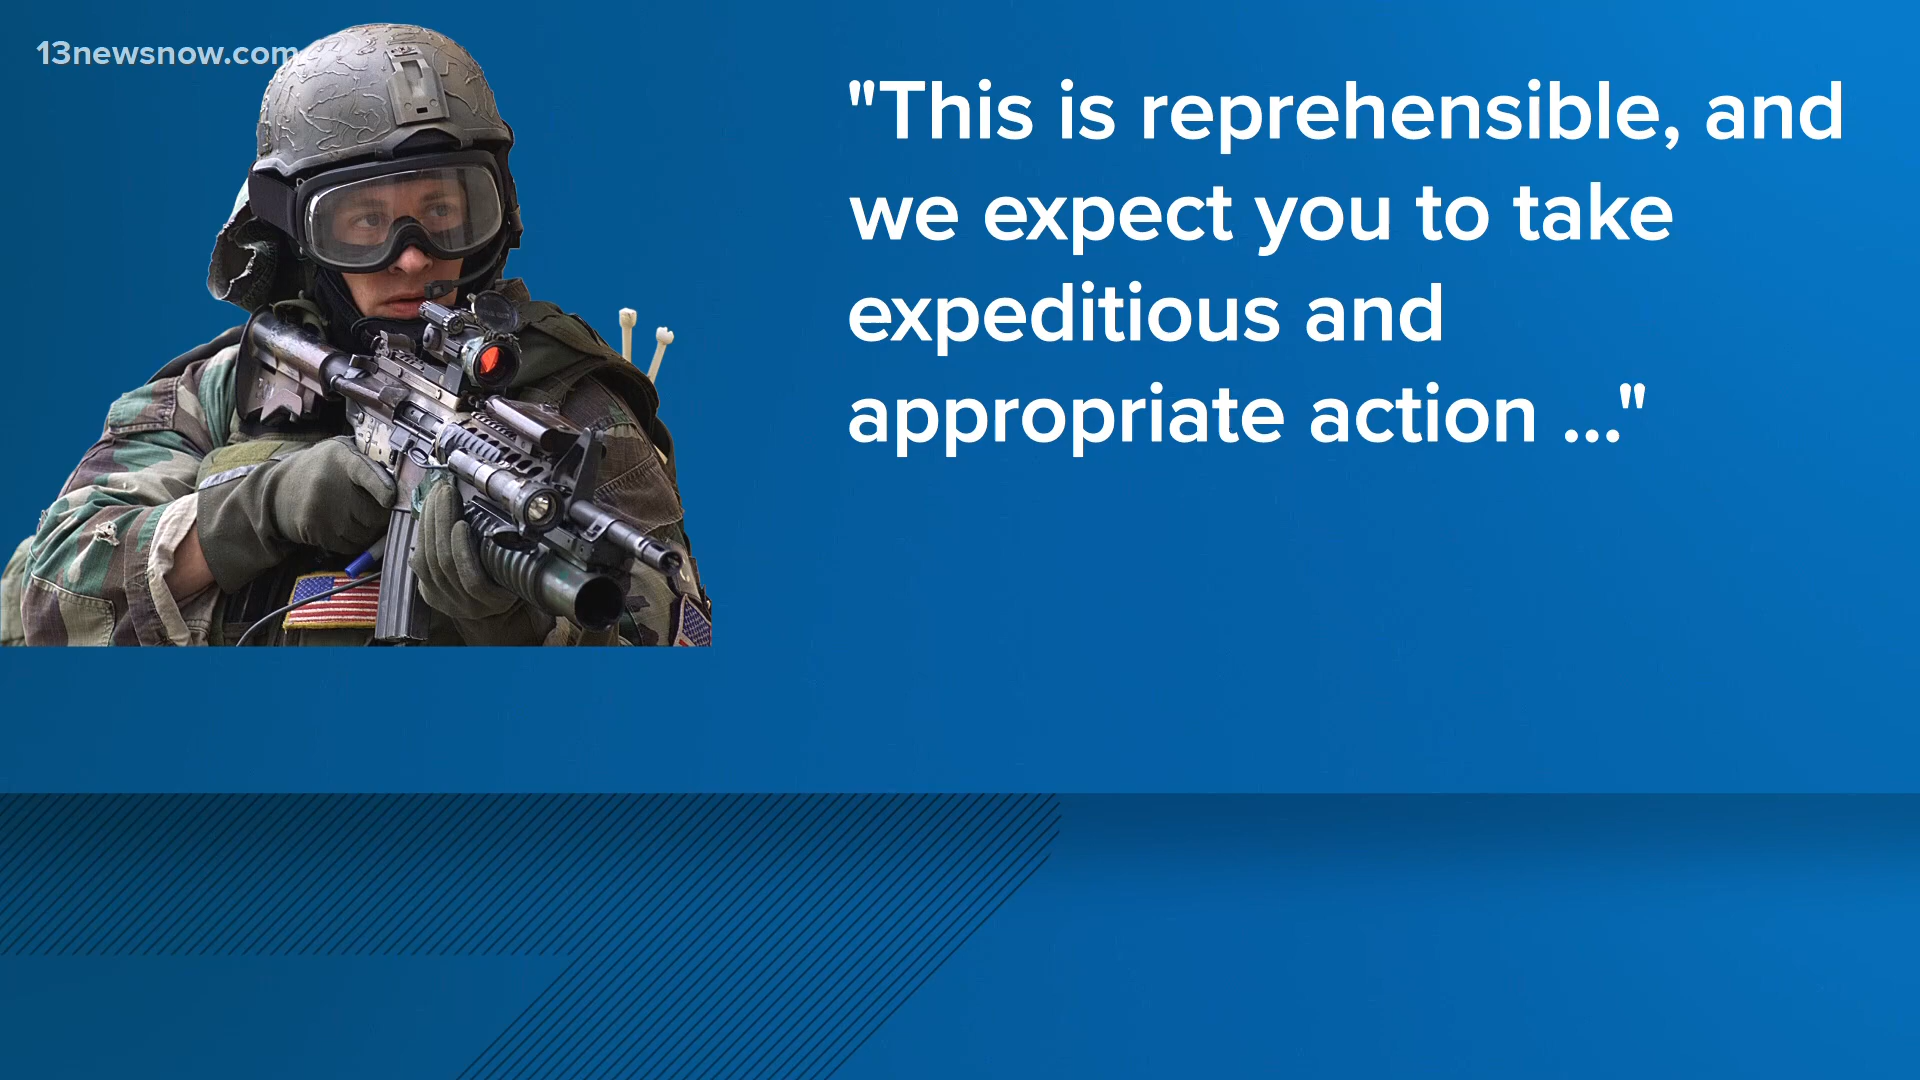 13newsnow.com
"This is reprehensible, and
we expect you to take
expeditious and
appropriate action ..."